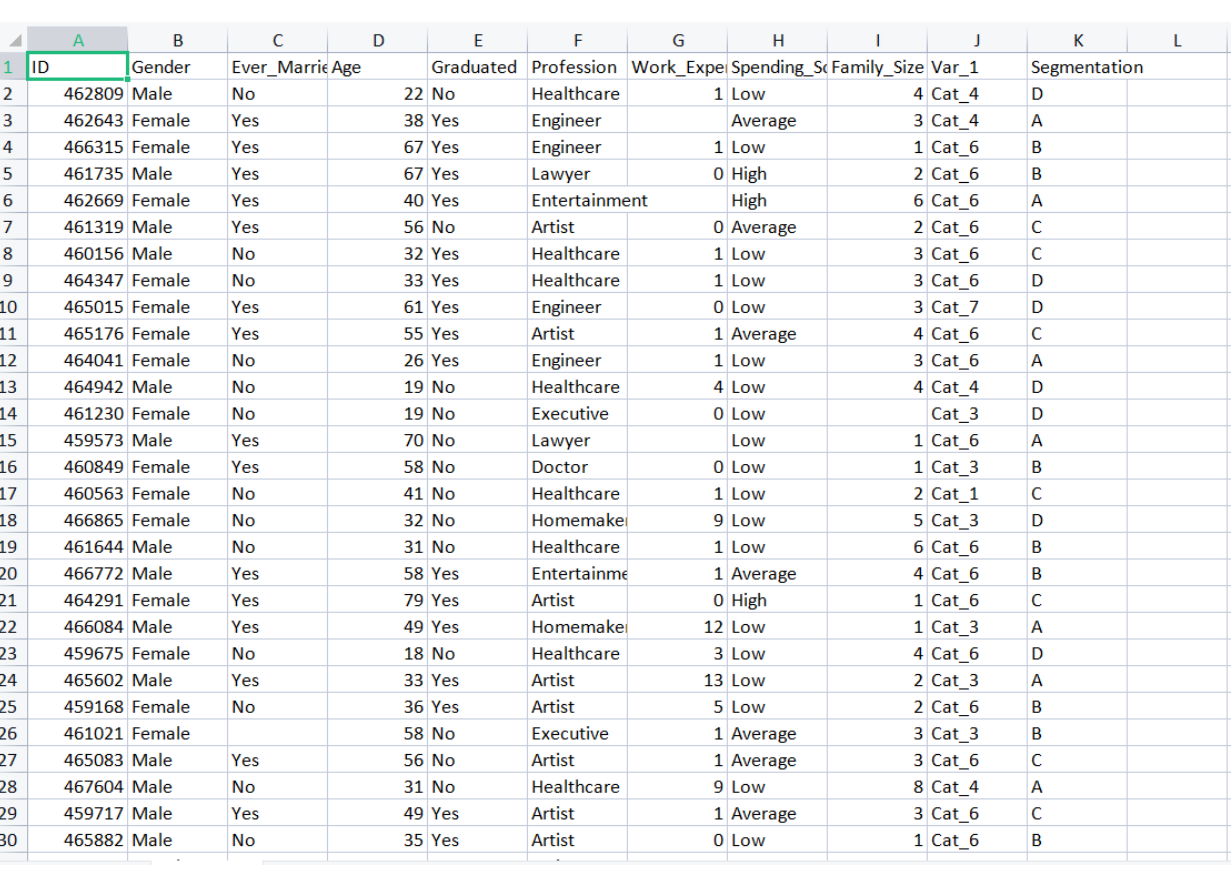 A B C D E F G H I J K L
1 ID Gender Ever_Marrie Age Graduated Profession Work_Exper Spending_Sc Family_Size Var_1 Segmentation
2 462809 Male No 22 No Healthcare 1 Low 4 Cat_4 D
3 462643 Female Yes 38 Yes Engineer Average 3 Cat_4 A
4 466315 Female Yes 67 Yes Engineer 1 Low 1 Cat_6 B
5 461735 Male Yes 67 Yes Lawyer 0 High 2 Cat_6 B
6 462669 Female Yes 40 Yes Entertainment High 6 Cat_6 A
7 461319 Male Yes 56 No Artist 0 Average 2 Cat_6 C
8 460156 Male No 32 Yes Healthcare 1 Low 3 Cat_6 C
9 464347 Female No 33 Yes Healthcare 1 Low 3 Cat_6 D
10 465015 Female Yes 61 Yes Engineer 0 Low 3 Cat_7 D
11 465176 Female Yes 55 Yes Artist 1 Average 4 Cat_6 C
12 464041 Female No 26 Yes Engineer 1 Low 3 Cat_6 A
13 464942 Male No 19 No Healthcare 4 Low 4 Cat_4 D
14 461230 Female No 19 No Executive 0 Low Cat_3 D
15 459573 Male Yes 70 No Lawyer Low 1 Cat_6 A
16 460849 Female Yes 58 No Doctor 0 Low 1 Cat_3 B
17 460563 Female No 41 No Healthcare 1 Low 2 Cat_1 C
18 466865 Female No 32 No Homemaker 9 Low 5 Cat_3 D
19 461644 Male No 31 No Healthcare 1 Low 6 Cat_6 B
20 466772 Male Yes 58 Yes Entertainme 1 Average 4 Cat_6 B
21 464291 Female Yes 79 Yes Artist 0 High 1 Cat_6 C
22 466084 Male Yes 49 Yes Homemaker 12 Low 1 Cat_3 A
23 459675 Female No 18 No Healthcare 3 Low 4 Cat_6 D
24 465602 Male Yes 33 Yes Artist 13 Low 2 Cat_3 A
25 459168 Female No 36 Yes Artist 5 Low 2 Cat_6 B
26 461021 Female 58 No Executive 1 Average 3 Cat_3 B
27 465083 Male Yes 56 No Artist 1 Average 3 Cat_6 C
28 467604 Male No 31 No Healthcare 9 Low 8 Cat_4 A
29 459717 Male Yes 49 Yes Artist 1 Average 3 Cat_6 C
30 465882 Male No 35 Yes Artist 0 Low 1 Cat_6 B